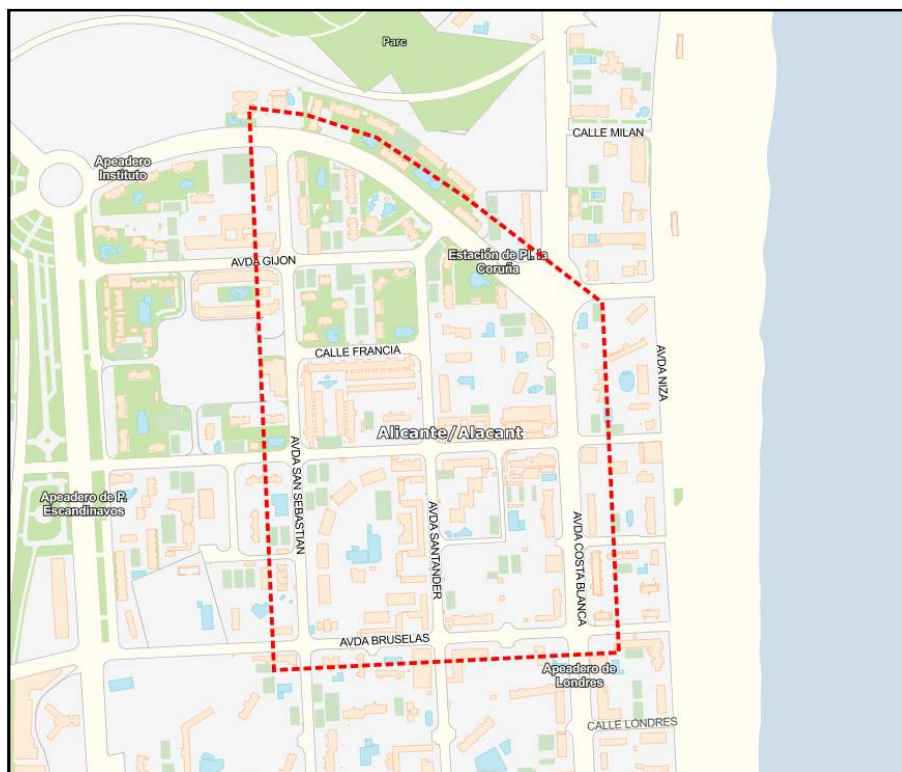 Parc
CALLE MILAN
Apeadero
Instituto
AVDA GIJON
Estación de Pl. la
Coruña
CALLE FRANCIA
AVDA NIZA
Alicante/Alacant
AVDA SAN SEBASTIAN
Apeadero de P.
Escandinavos
AVDA SANTANDER
AVDA COSTA BLANCA
AVDA BRUSELAS
Apeadero de
Londres
CALLE LONDRES